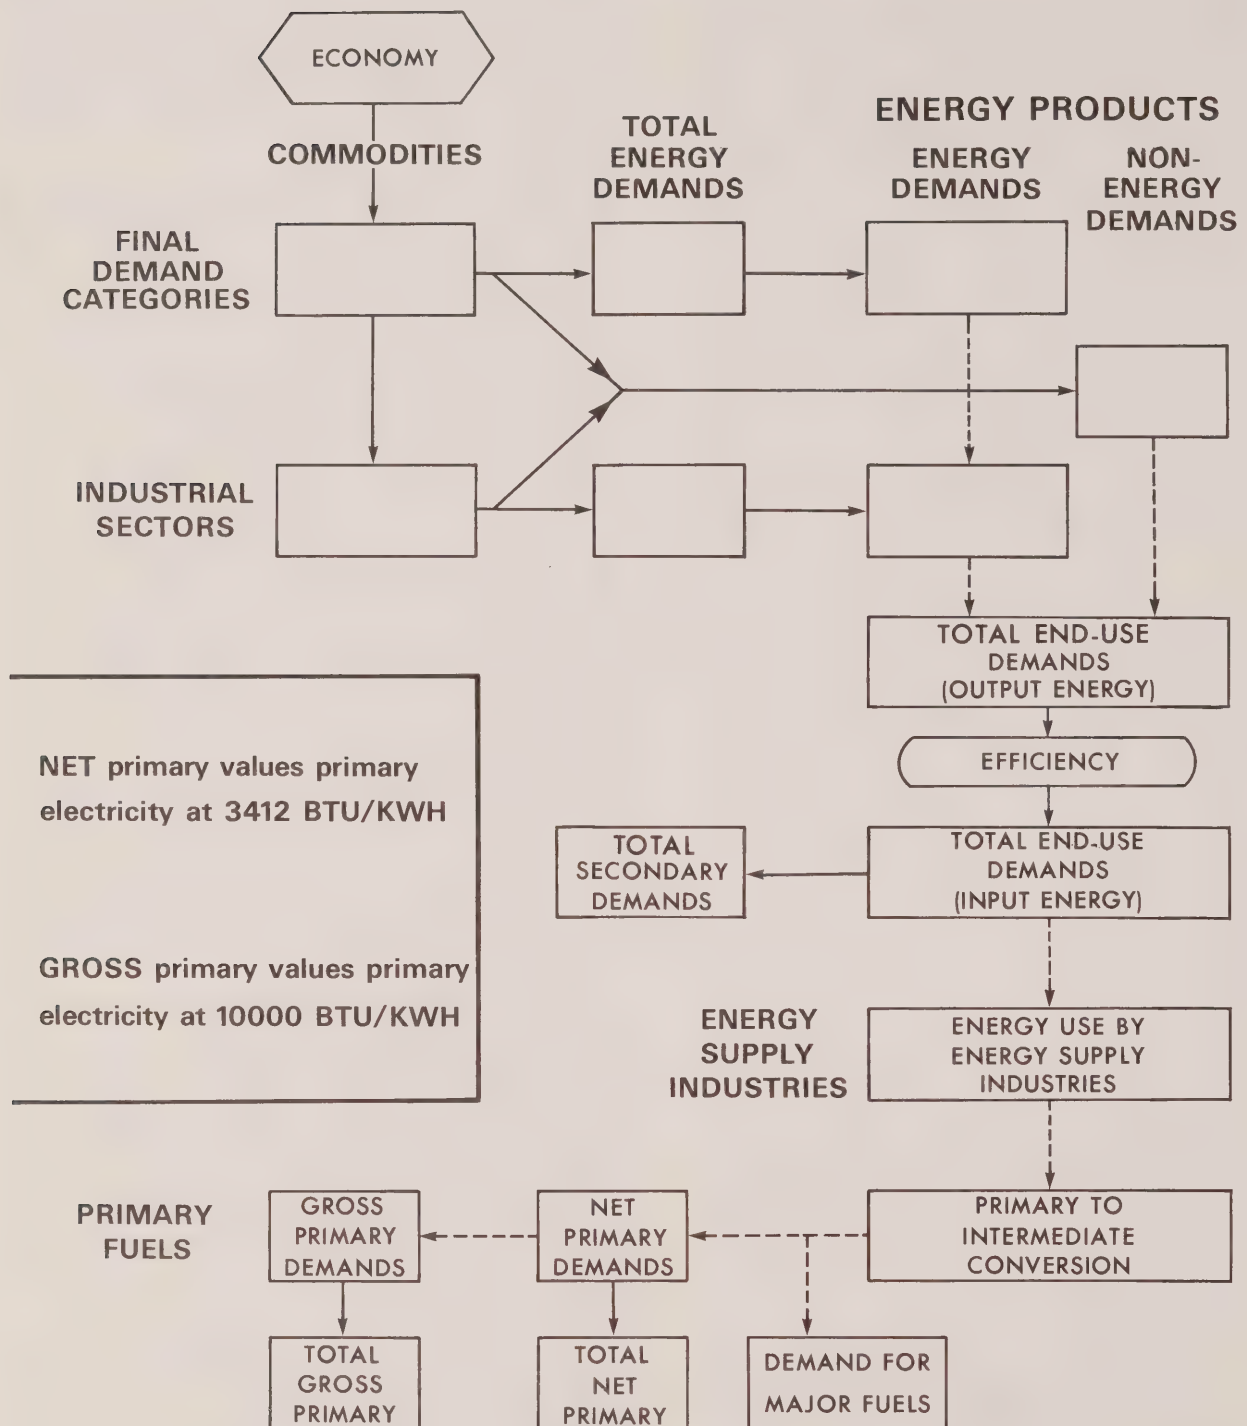 ECONOMY
COMMODITIES
TOTAL
ENERGY
DEMANDS
ENERGY PRODUCTS
ENERGY
DEMANDS
NON-
ENERGY
DEMANDS
FINAL
DEMAND
CATEGORIES
INDUSTRIAL
SECTORS
TOTAL END-USE
DEMANDS
(OUTPUT ENERGY)
EFFICIENCY
TOTAL END-USE
DEMANDS
(INPUT ENERGY)
TOTAL
SECONDARY
DEMANDS
NET primary values primary
electricity at 3412 BTU/KWH
GROSS primary values primary
electricity at 10000 BTU/KWH
ENERGY
SUPPLY
INDUSTRIES
ENERGY USE BY
ENERGY SUPPLY
INDUSTRIES
PRIMARY
FUELS
GROSS
PRIMARY
DEMANDS
NET
PRIMARY
DEMANDS
PRIMARY TO
INTERMEDIATE
CONVERSION
TOTAL
GROSS
PRIMARY
TOTAL
NET
PRIMARY
DEMAND FOR
MAJOR FUELS